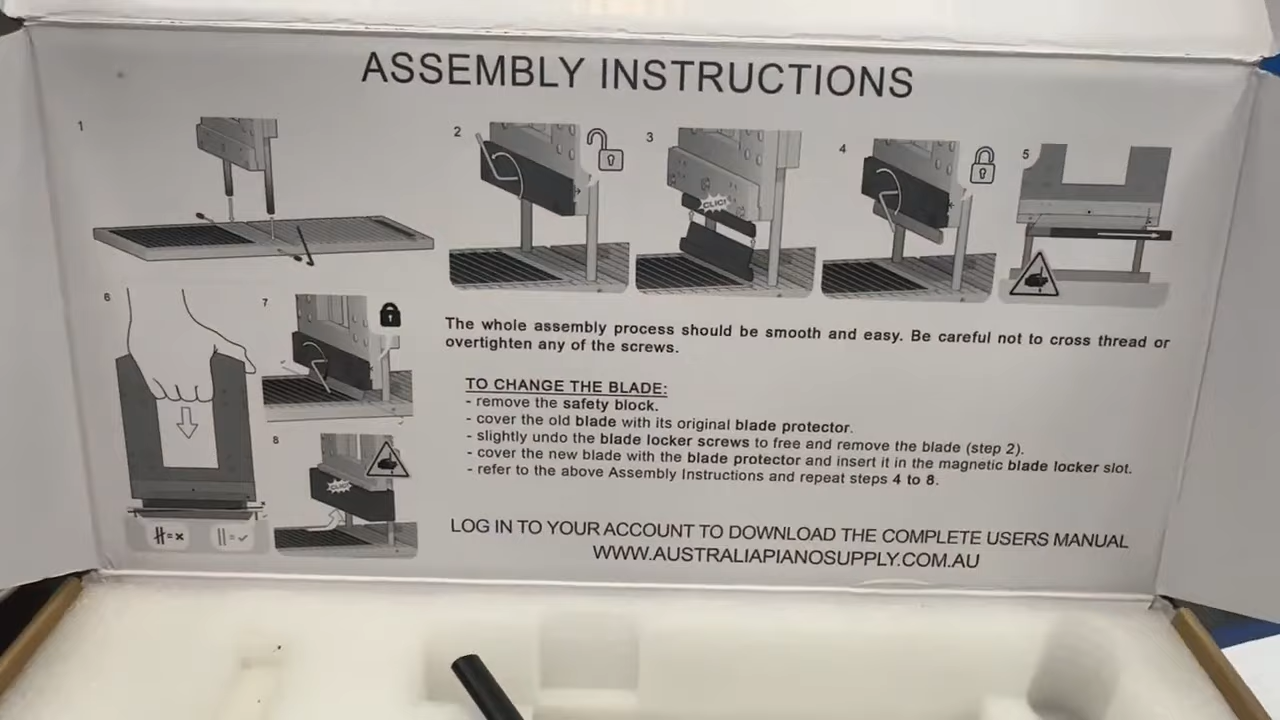 ASSEMBLY INSTRUCTIONS
1
2
3
4
5
CLIC!
6
7
8
CLIC!
The whole assembly process should be smooth and easy. Be careful not to cross thread or
overtighten any of the screws.
TO CHANGE THE BLADE:
- remove the safety block.
- cover the old blade with its original blade protector.
- slightly undo the blade locker screws to free and remove the blade (step 2).
- cover the new blade with the blade protector and insert it in the magnetic blade locker slot.
- refer to the above Assembly Instructions and repeat steps 4 to 8.
LOG IN TO YOUR ACCOUNT TO DOWNLOAD THE COMPLETE USERS MANUAL
WWW.AUSTRALIAPIANOSUPPLY.COM.AU